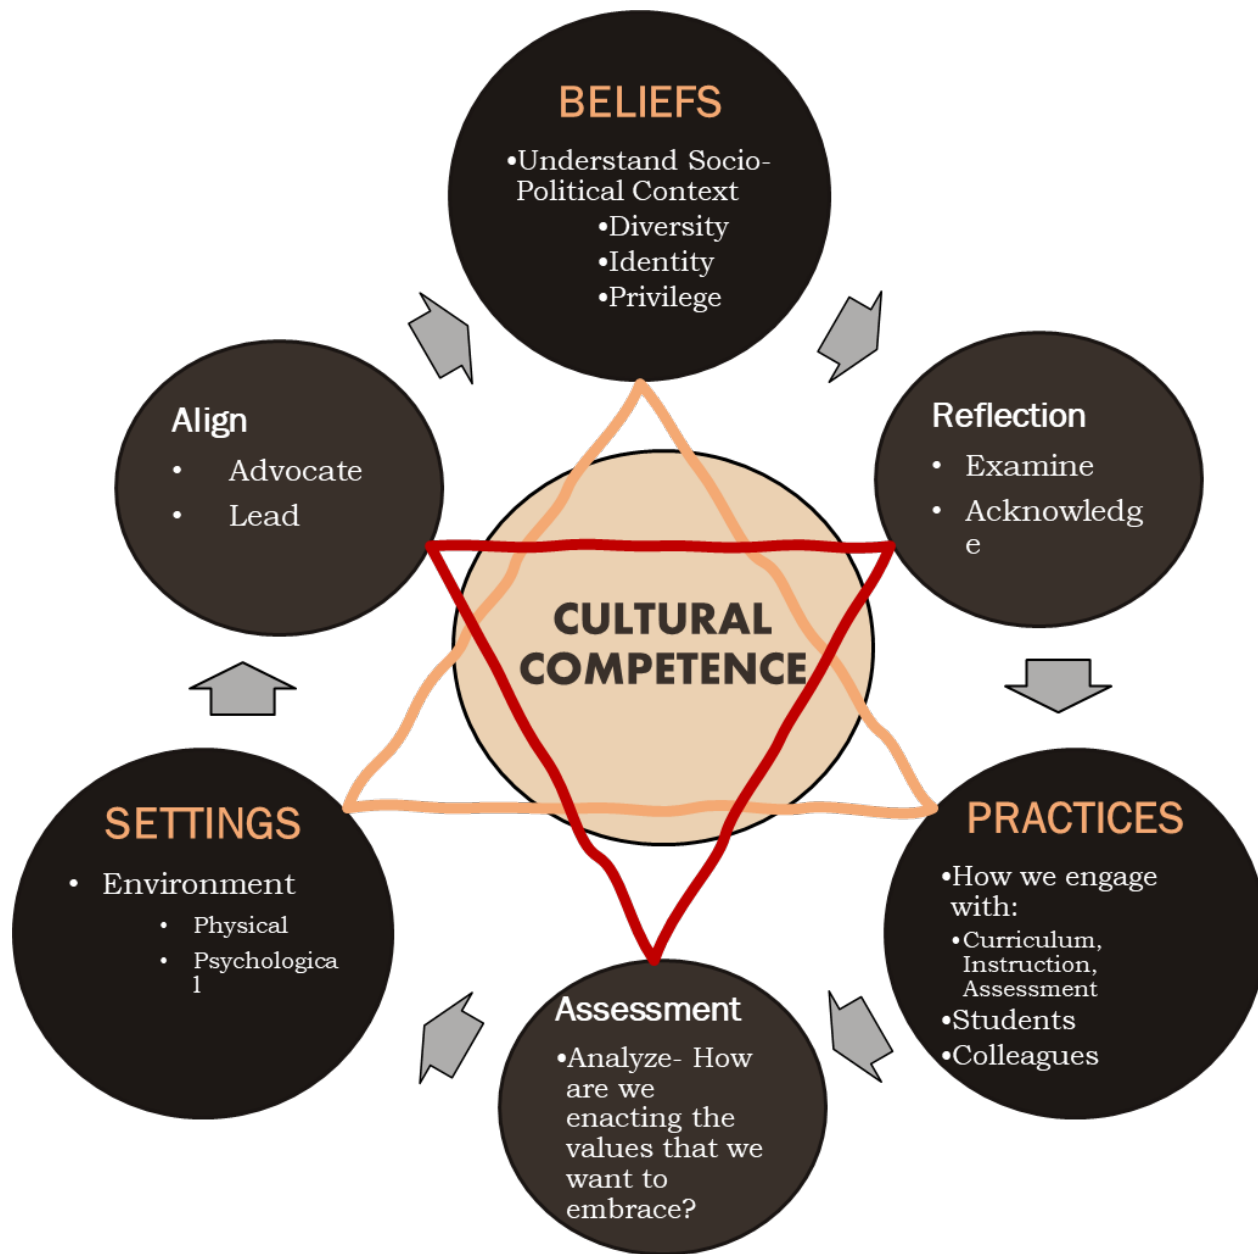 BELIEFS
•Understand Socio-
Political Context
•Diversity
•Identity
•Privilege
Align
• Advocate
• Lead
Reflection
• Examine
• Acknowledg
e
CULTURAL
COMPETENCE
SETTINGS
• Environment
• Physical
• Psychologica
l
PRACTICES
•How we engage
with:
•Curriculum,
Instruction,
Assessment
•Students
•Colleagues
Assessment
•Analyze- How
are we
enacting the
values that we
want to
embrace?